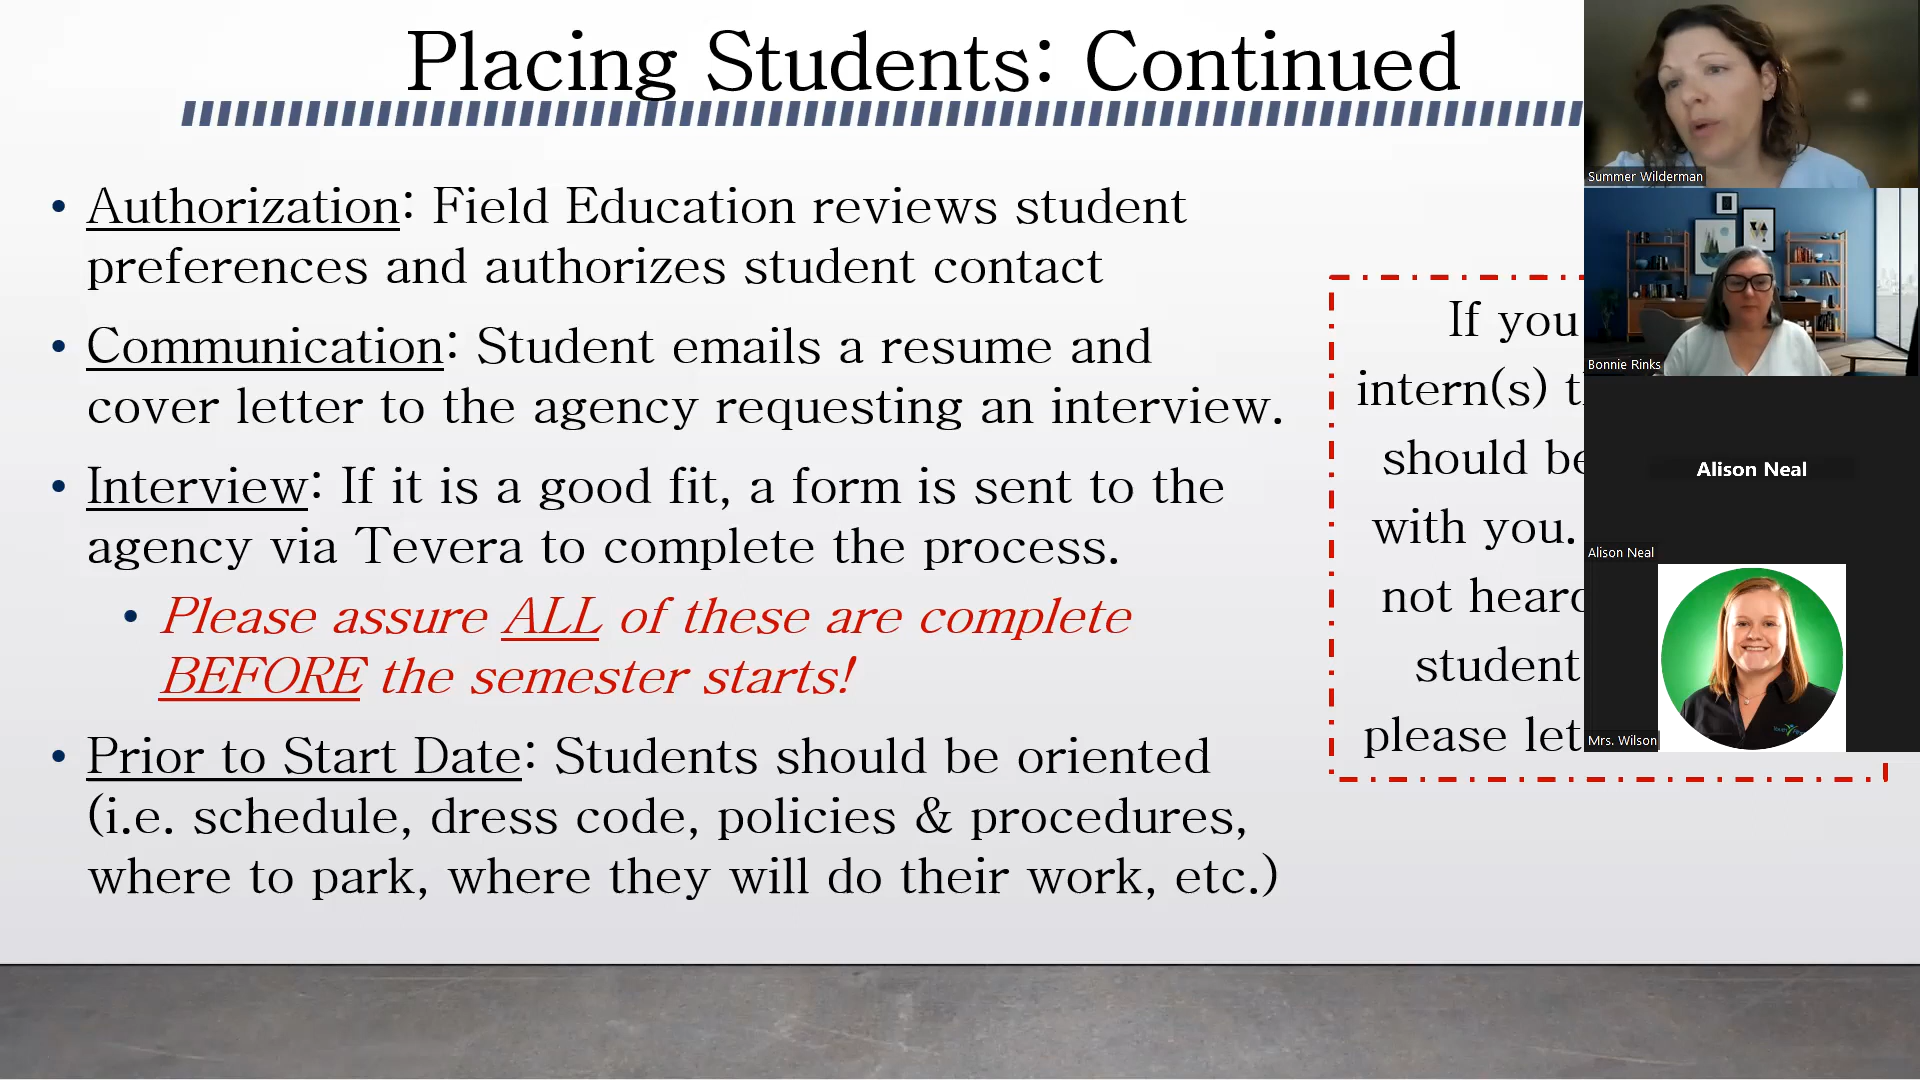 Placing Students: Continued
• Authorization: Field Education reviews student
preferences and authorizes student contact
• Communication: Student emails a resume and
cover letter to the agency requesting an interview.
• Interview: If it is a good fit, a form is sent to the
agency via Tevera to complete the process.
• Please assure ALL of these are complete
BEFORE the semester starts!
• Prior to Start Date: Students should be oriented
(i.e. schedule, dress code, policies & procedures,
where to park, where they will do their work, etc.)
If you
intern(s)
should
with you.
not
student
please let
Summer Wilderman
Bonnie Rinks
Alison Neal
Alison Neal
Mrs. Wilson